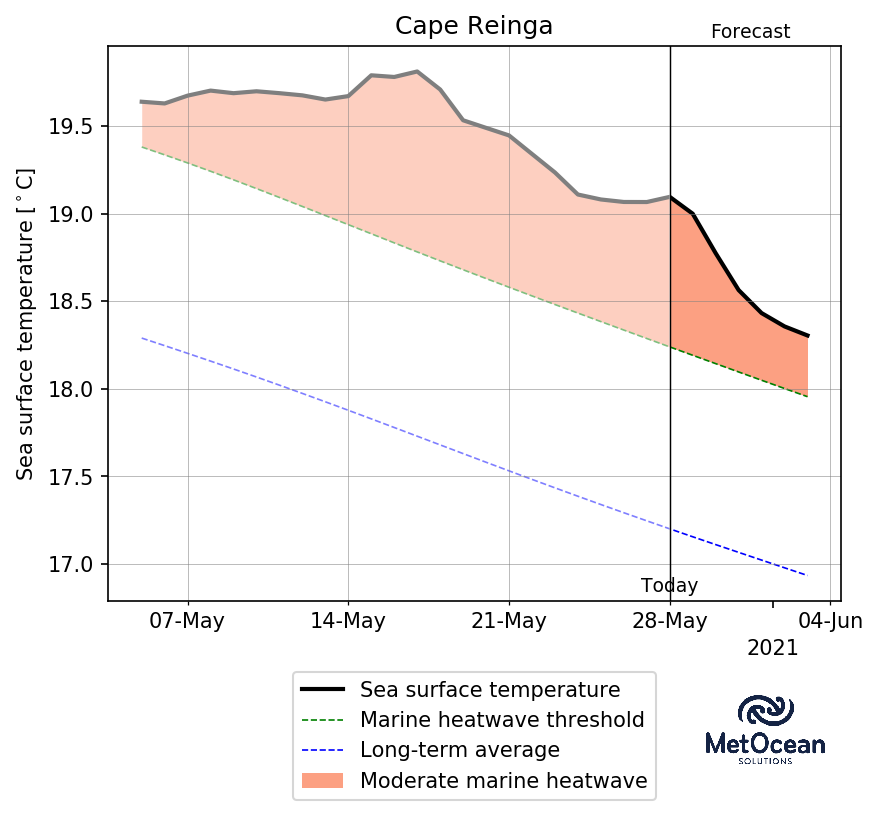 Cape Reinga
Forecast
Sea surface temperature [°C]
19.5
19.0
18.5
18.0
17.5
17.0
Today
07-May
14-May
21-May
28-May
04-Jun
2021
Sea surface temperature
Marine heatwave threshold
Long-term average
Moderate marine heatwave
MetOcean
SOLUTIONS